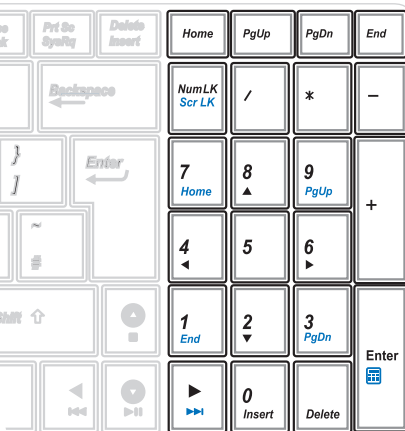 Prt Sc
SysRq
Delete
Insert
Home
PgUp
PgDn
End
Backspace
NumLK
Scr LK
/
*
-
}
]
Enter
7
Home
8
9
PgUp
+
~
#
4
5
6
Shift
1
End
2
3
PgDn
Enter
0
Insert
Delete